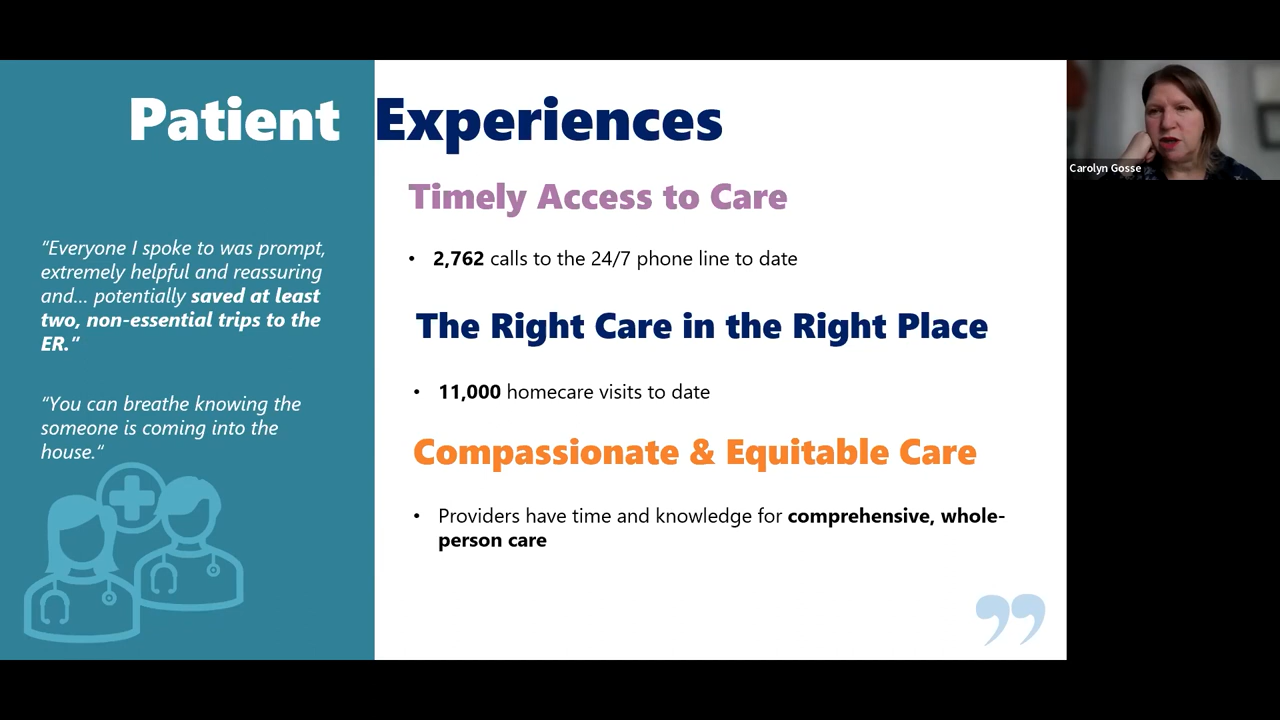 Patient Experiences
“Everyone I spoke to was prompt,
extremely helpful and reassuring
and... potentially saved at least
two, non-essential trips to the
ER.”
“You can breathe knowing the
someone is coming into the
house.”
Timely Access to Care
• 2,762 calls to the 24/7 phone line to date
The Right Care in the Right Place
• 11,000 homecare visits to date
Compassionate & Equitable Care
• Providers have time and knowledge for comprehensive, whole-
person care
”
Carolyn Gosse